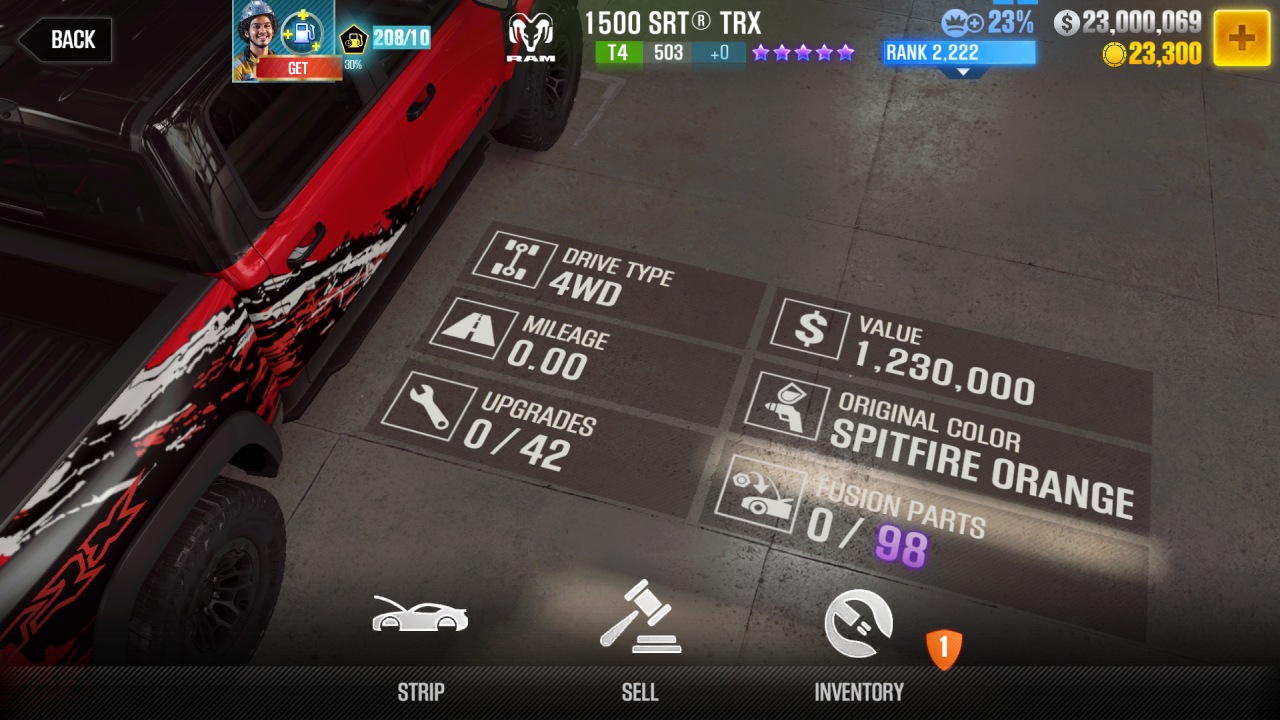 BACK
GET
30%
208/10
RAM
1500 SRT® TRX
T4 503 +0
23%
RANK 2,222
$ 23,000,069
23,300
DRIVE TYPE
4WD
MILEAGE
0.00
UPGRADES
0 / 42
$
VALUE
1,230,000
ORIGINAL COLOR
SPITFIRE ORANGE
FUSION PARTS
0 / 98
TRX
STRIP
SELL
INVENTORY
1